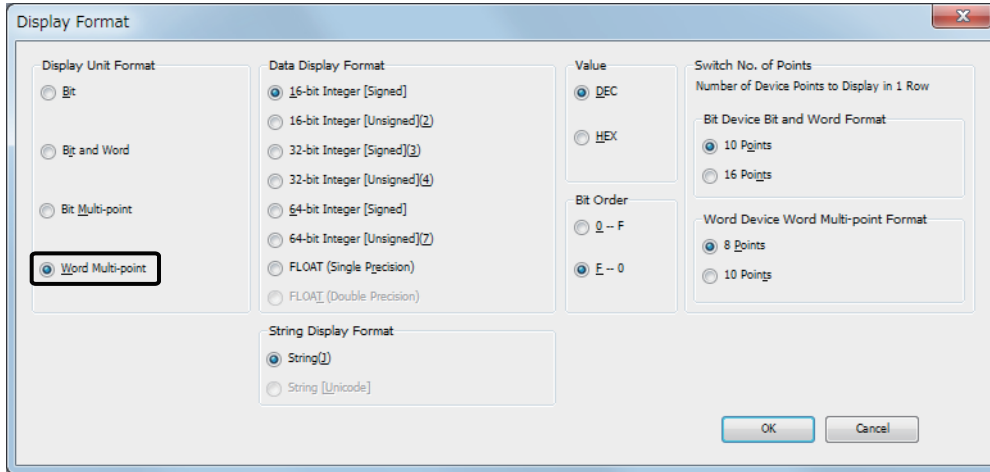 Display Format
Display Unit Format
Bit
Bit and Word
Bit Multi-point
Word Multi-point
Data Display Format
16-bit Integer [Signed]
16-bit Integer [Unsigned](2)
32-bit Integer [Signed](3)
32-bit Integer [Unsigned](4)
64-bit Integer [Signed]
64-bit Integer [Unsigned](7)
FLOAT (Single Precision)
FLOAT (Double Precision)
String Display Format
String(J)
String [Unicode]
Value
DEC
HEX
Bit Order
0 -- F
F -- 0
Switch No. of Points
Number of Device Points to Display in 1 Row
Bit Device Bit and Word Format
10 Points
16 Points
Word Device Word Multi-point Format
8 Points
10 Points
OK
Cancel